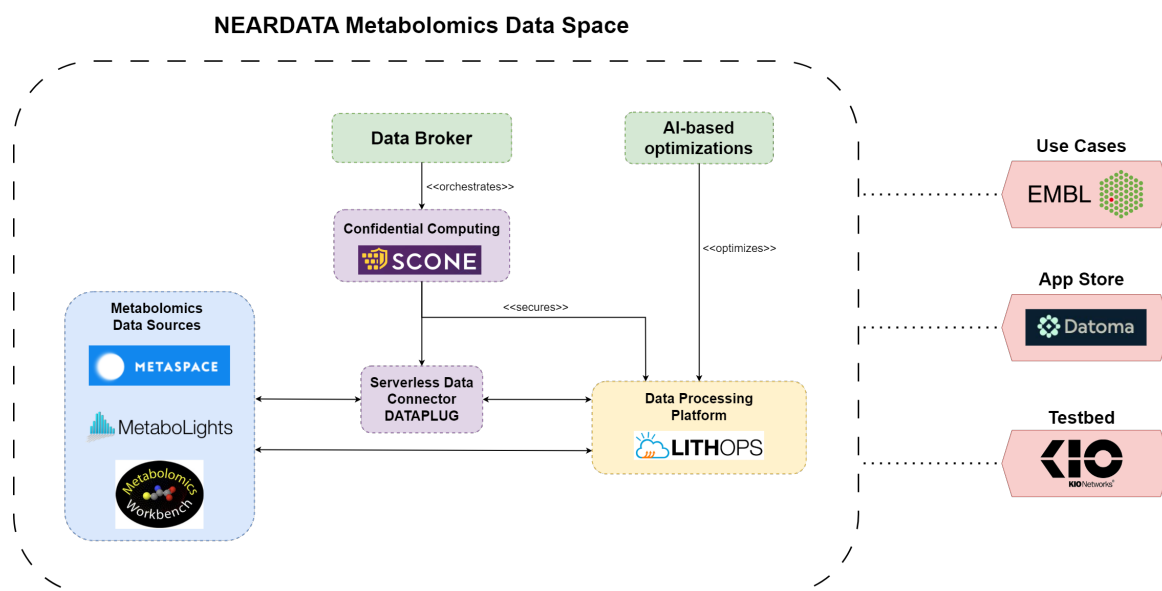 NEARDATA Metabolomics Data Space
Data Broker
AI-based
optimizations
<<orchestrates>>
Confidential Computing
SCONE
<<optimizes>>
<<secures>>
Metabolomics
Data Sources
METASPACE
MetaboLights
Metabolomics
Workbench
Serverless Data
Connector
DATAPLUG
Data Processing
Platform
LITHOPS
Use Cases
EMBL
App Store
Datoma
Testbed
KIO
KIO Networks®